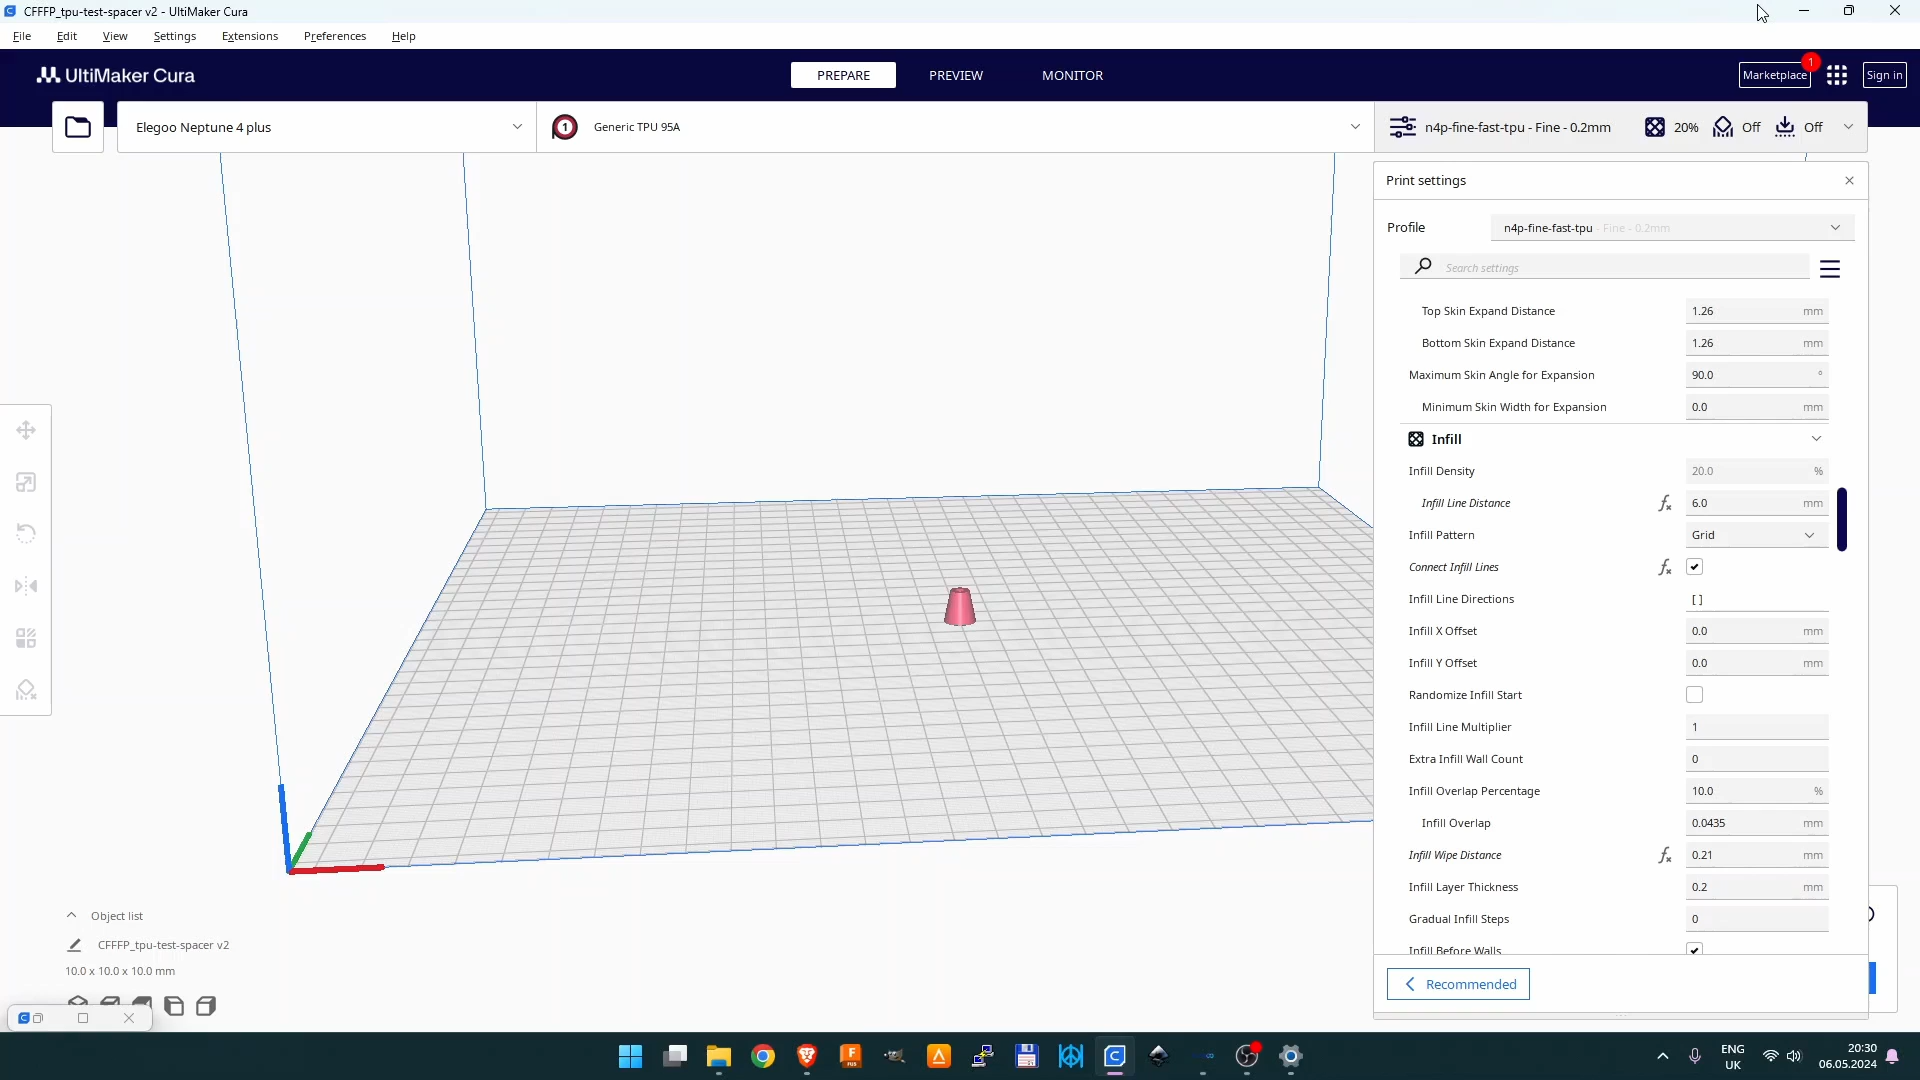 CFFFP_tpu-test-spacer v2 - UltiMaker Cura
File Edit View Settings Extensions Preferences Help
UltiMaker Cura
PREPARE PREVIEW MONITOR
Marketplace 1
Sign in
Elegoo Neptune 4 plus
1 Generic TPU 95A
n4p-fine-fast-tpu - Fine - 0.2mm 20% Off Off
Print settings
Profile n4p-fine-fast-tpu - Fine - 0.2mm
Search settings
Top Skin Expand Distance 1.26 mm
Bottom Skin Expand Distance 1.26 mm
Maximum Skin Angle for Expansion 90.0 °
Minimum Skin Width for Expansion 0.0 mm
Infill
Infill Density 20.0 %
Infill Line Distance fx 6.0 mm
Infill Pattern Grid
Connect Infill Lines fx
Infill Line Directions [ ]
Infill X Offset 0.0 mm
Infill Y Offset 0.0 mm
Randomize Infill Start
Infill Line Multiplier 1
Extra Infill Wall Count 0
Infill Overlap Percentage 10.0 %
Infill Overlap 0.0435 mm
Infill Wipe Distance fx 0.21 mm
Infill Layer Thickness 0.2 mm
Gradual Infill Steps 0
Infill Before Walls
Recommended
Object list
CFFFP_tpu-test-spacer v2
10.0 x 10.0 x 10.0 mm
ENG
UK
20:30
06.05.2024